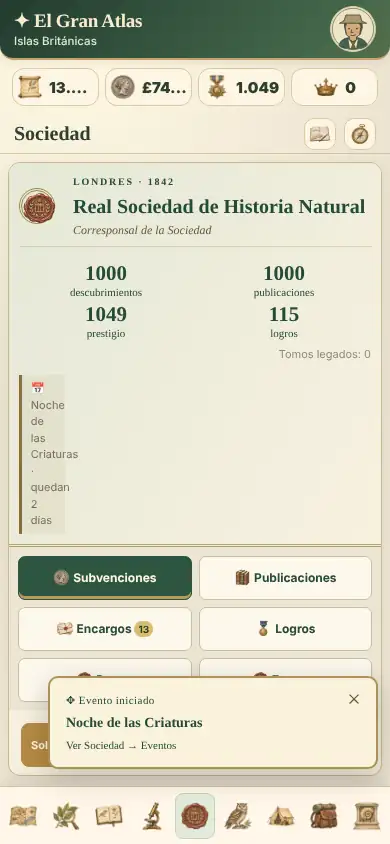 ✦ El Gran Atlas
Islas Británicas
13.... £74... 1.049 0
Sociedad
LONDRES · 1842
Real Sociedad de Historia Natural
Corresponsal de la Sociedad
1000 1000
descubrimientos publicaciones
1049 115
prestigio logros
Tomos legados: 0
Noche
de
las
Criaturas
·
quedan
2
días
Subvenciones Publicaciones
Encargos 13 Logros
Sol
✥ Evento iniciado
Noche de las Criaturas
Ver Sociedad → Eventos